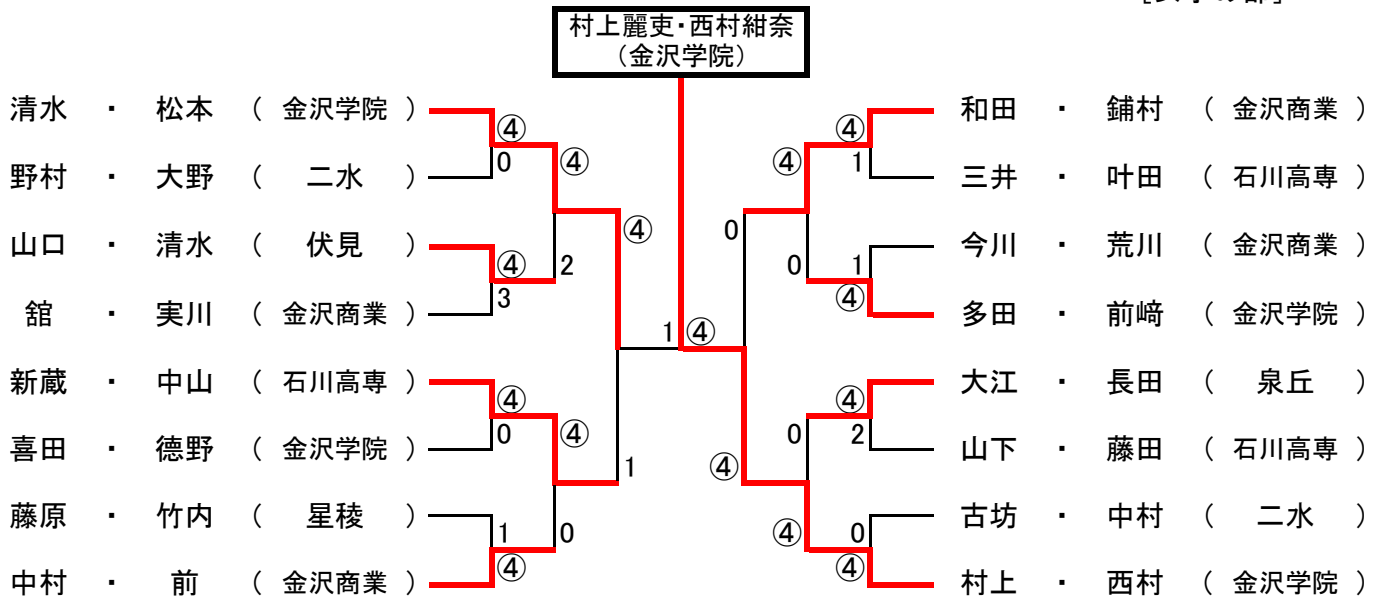 村上麗吏・西村紺奈
（金沢学院）
清水 ・ 松本 （ 金沢学院 ）
野村 ・ 大野 （ 二水 ）
山口 ・ 清水 （ 伏見 ）
舘 ・ 実川 （ 金沢商業 ）
新蔵 ・ 中山 （ 石川高専 ）
喜田 ・ 德野 （ 金沢学院 ）
藤原 ・ 竹内 （ 星稜 ）
中村 ・ 前 （ 金沢商業 ）
④
0
④
④
3
2
④
④
0
④
1
④
0
1
1
④
和田 ・ 鋪村 （ 金沢商業 ）
三井 ・ 叶田 （ 石川高専 ）
今川 ・ 荒川 （ 金沢商業 ）
多田 ・ 前﨑 （ 金沢学院 ）
大江 ・ 長田 （ 泉丘 ）
山下 ・ 藤田 （ 石川高専 ）
古坊 ・ 中村 （ 二水 ）
村上 ・ 西村 （ 金沢学院 ）
④
1
④
1
④
0
0
④
2
0
0
④
④
④